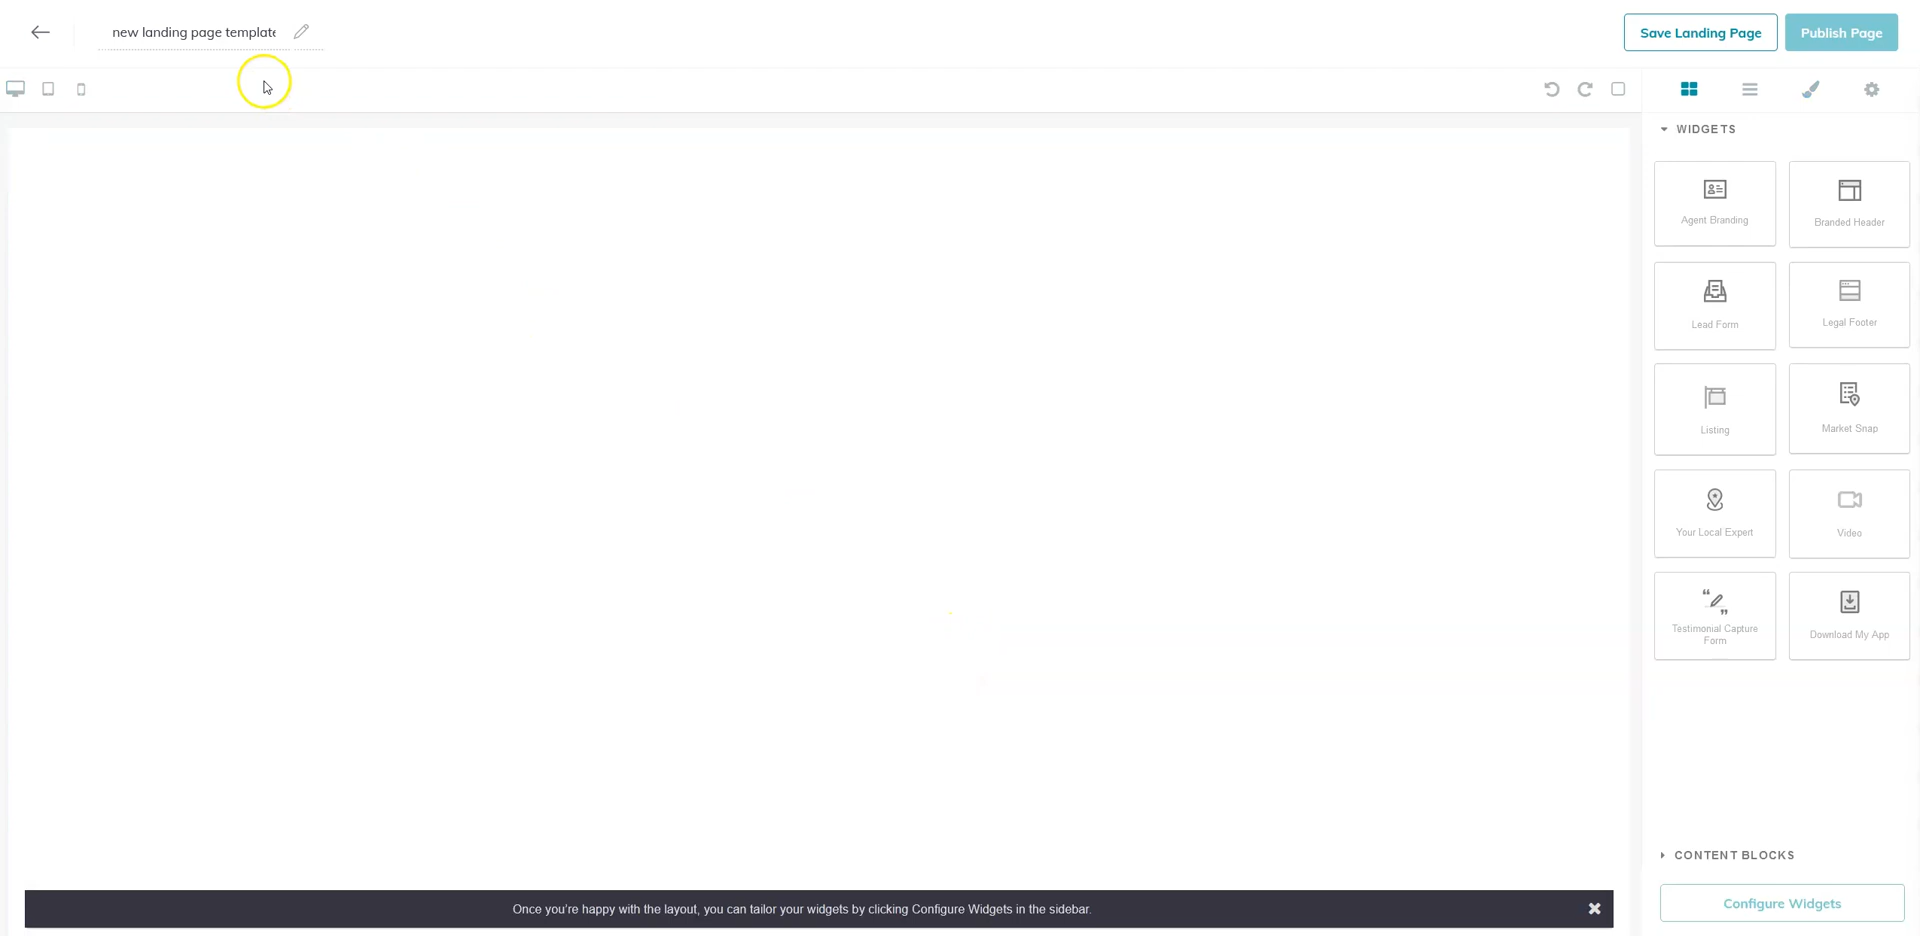 new landing page template
Save Landing Page
Publish Page
WIDGETS
Agent Branding
Branded Header
Lead Form
Legal Footer
Listing
Market Snap
Your Local Expert
Video
Testimonial Capture
Form
Download My App
CONTENT BLOCKS
Once you're happy with the layout, you can tailor your widgets by clicking Configure Widgets in the sidebar.
Configure Widgets